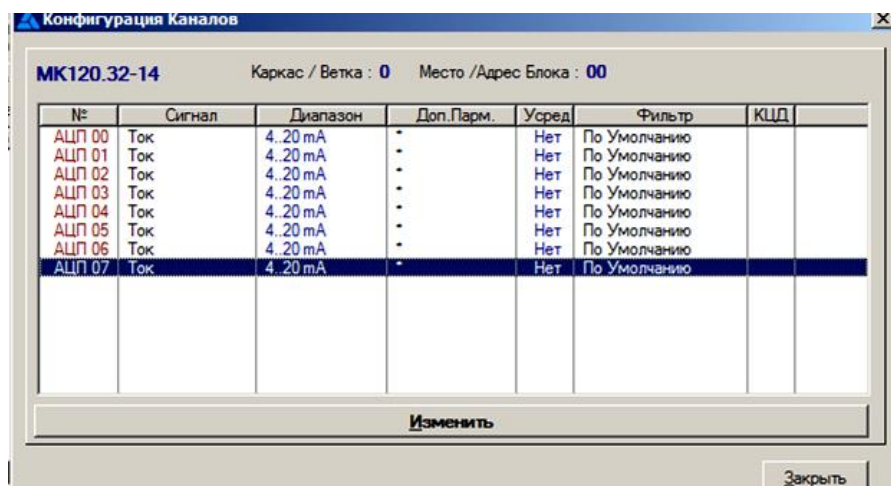 Конфигурация Каналов
МК120.32-14 Каркас / Ветка : 0 Место /Адрес Блока : 00
№ Сигнал Диапазон Доп.Парм. Усред Фильтр КЦД
АЦП 00 Ток 4..20 mA * Нет По Умолчанию
АЦП 01 Ток 4..20 mA * Нет По Умолчанию
АЦП 02 Ток 4..20 mA * Нет По Умолчанию
АЦП 03 Ток 4..20 mA * Нет По Умолчанию
АЦП 04 Ток 4..20 mA * Нет По Умолчанию
АЦП 05 Ток 4..20 mA * Нет По Умолчанию
АЦП 06 Ток 4..20 mA * Нет По Умолчанию
АЦП 07 Ток 4..20 mA * Нет По Умолчанию
Изменить
Закрыть